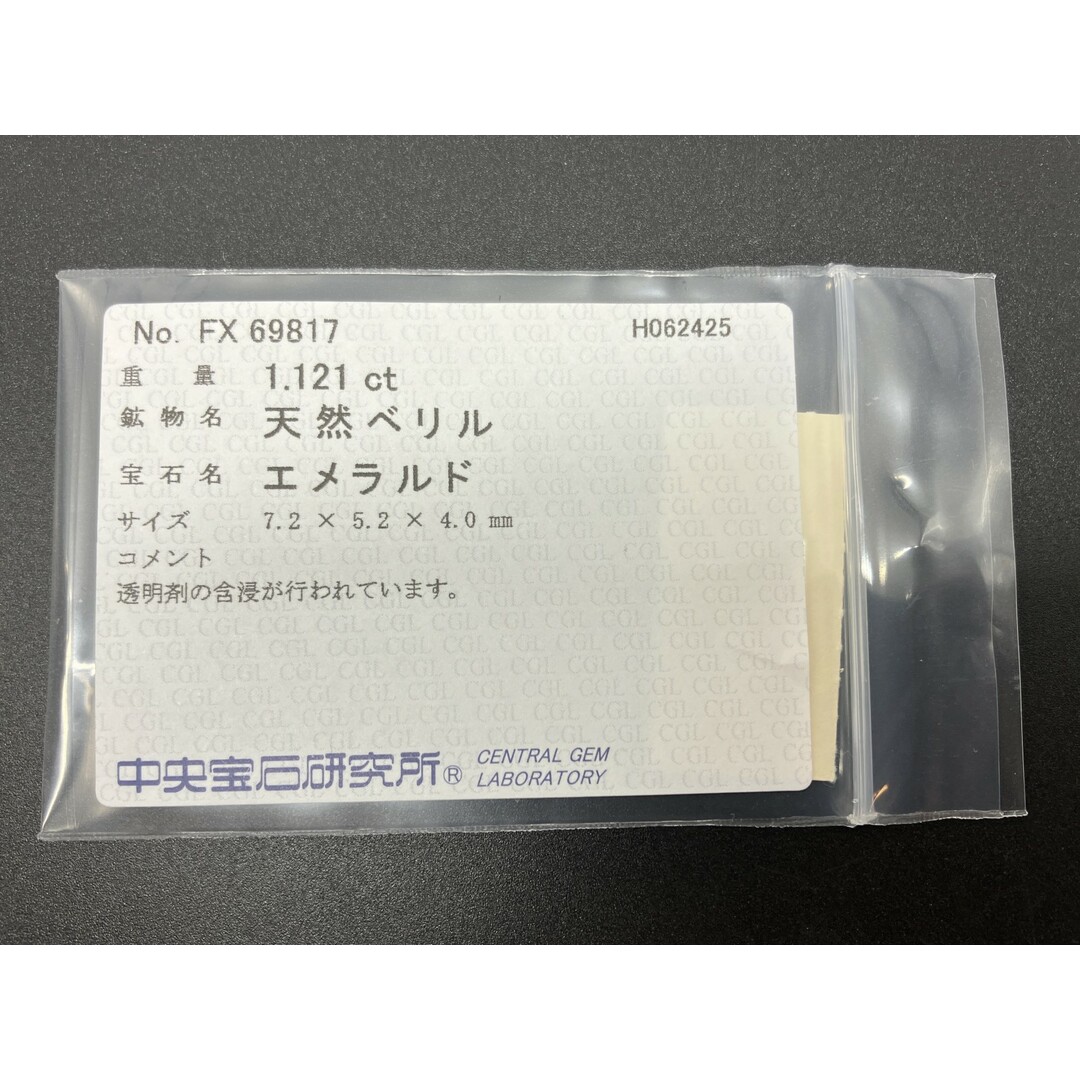 No. FX 69817 H062425
重量 1.121 ct
鉱物名 天然ベリル
宝石名 エメラルド
サイズ 7.2 × 5.2 × 4.0 ㎜
コメント
透明剤の含浸が行われています。
中央宝石研究所® CENTRAL GEM
LABORATORY